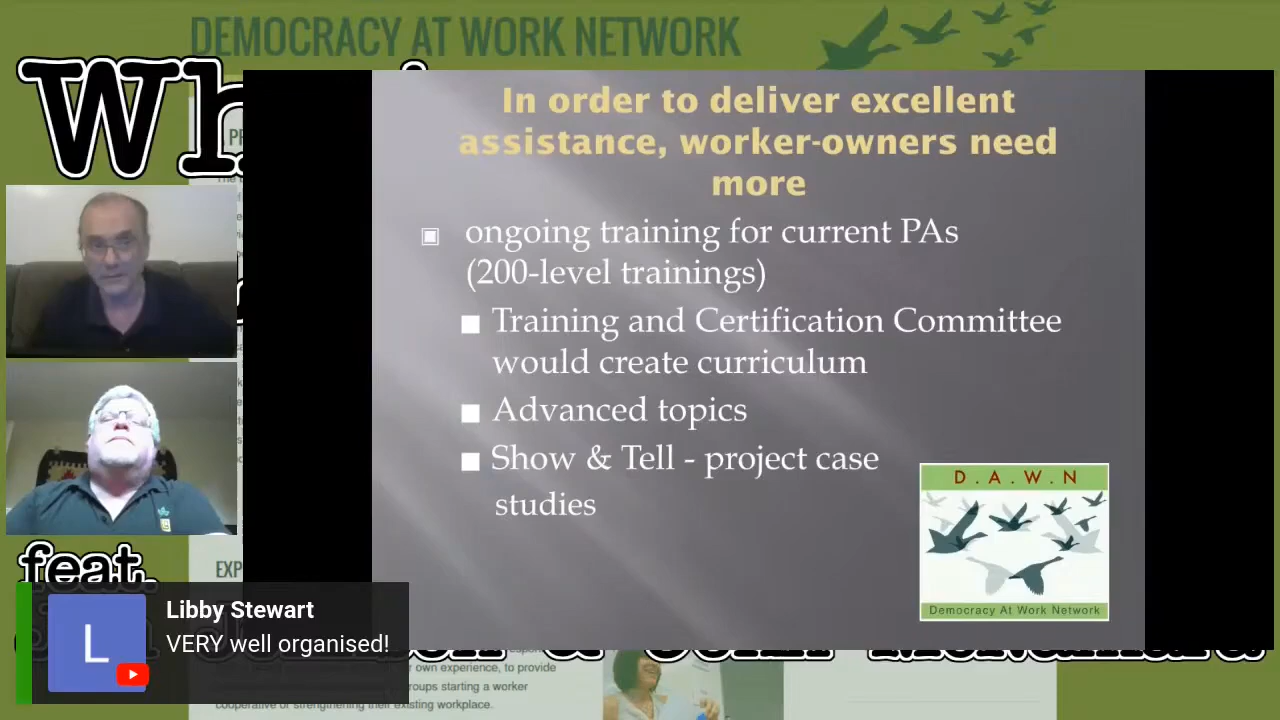 DEMOCRACY AT WORK NETWORK
Wh
In order to deliver excellent
assistance, worker-owners need
more
ongoing training for current PAs
(200-level trainings)
Training and Certification Committee
would create curriculum
Advanced topics
Show & Tell - project case
studies
D.A.W.N
Democracy At Work Network
feat.
EXP
Libby Stewart
L
VERY well organised!
own experience, to provide
groups starting a worker
cooperative or strengthening their existing workplace.